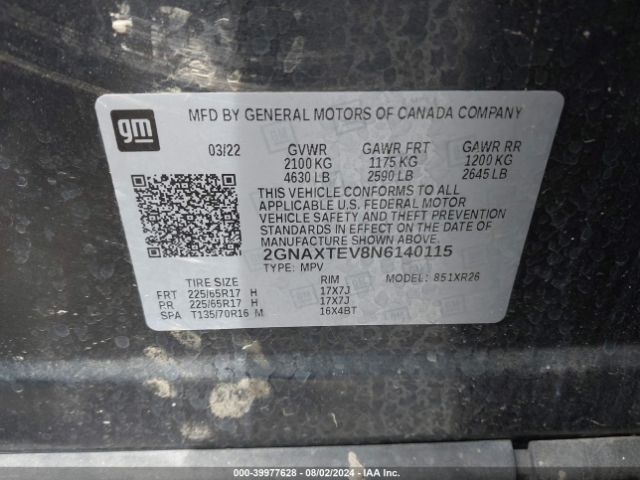 gm
MFD BY GENERAL MOTORS OF CANADA COMPANY
03/22 GVWR GAWR FRT GAWR RR
2100 KG 1175 KG 1200 KG
4630 LB 2590 LB 2645 LB
THIS VEHICLE CONFORMS TO ALL
APPLICABLE U.S. FEDERAL MOTOR
VEHICLE SAFETY AND THEFT PREVENTION
STANDARDS IN EFFECT ON THE DATE
OF MANUFACTURE SHOWN ABOVE.
2GNAXTEV8N6140115
TYPE: MPV MODEL: 851XR26
TIRE SIZE RIM
FRT 225/65R17 H 17X7J
RR 225/65R17 H 17X7J
SPA T135/70R16 M 16X4BT
000-39977628 - 08/02/2024 - IAA Inc.